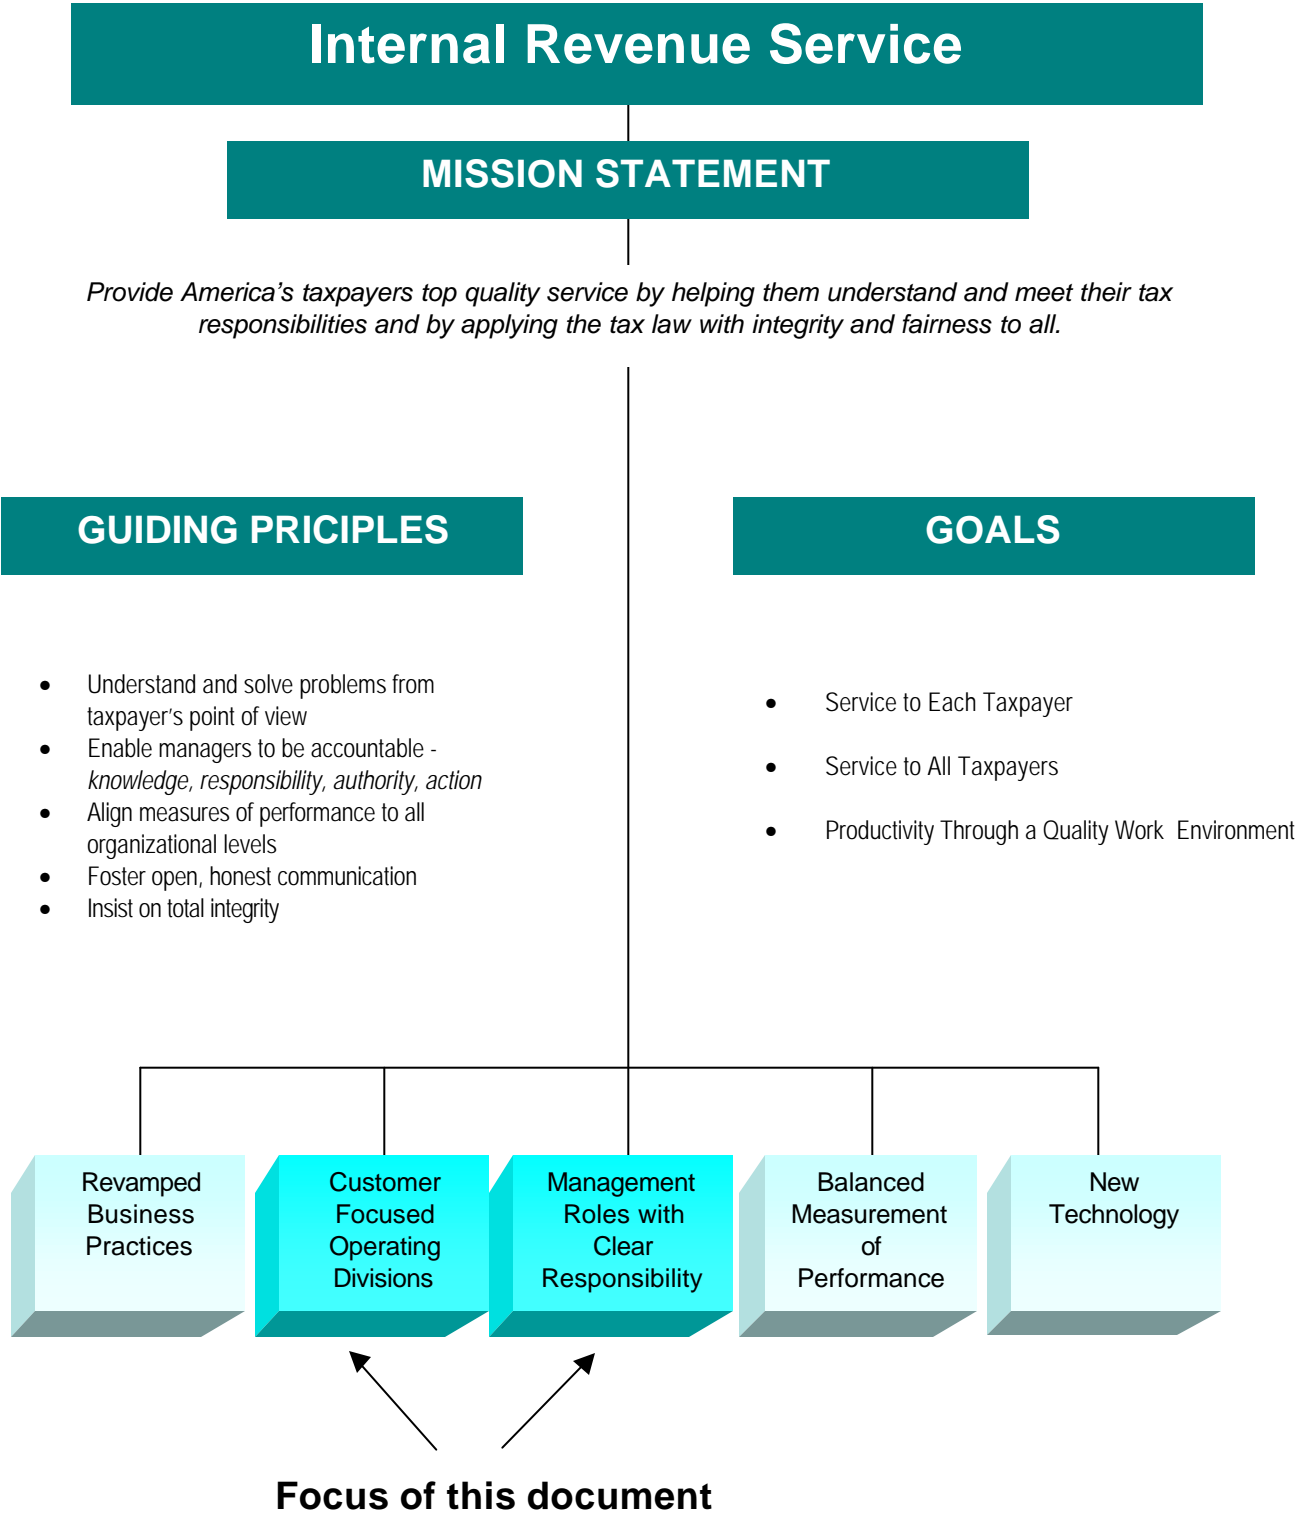 Internal Revenue Service
MISSION STATEMENT
Provide America's taxpayers top quality service by helping them understand and meet their tax
responsibilities and by applying the tax law with integrity and fairness to all.
GUIDING PRICIPLES
• Understand and solve problems from
taxpayer's point of view
• Enable managers to be accountable -
knowledge, responsibility, authority, action
• Align measures of performance to all
organizational levels
• Foster open, honest communication
• Insist on total integrity
GOALS
• Service to Each Taxpayer
• Service to All Taxpayers
• Productivity Through a Quality Work Environment
Revamped
Business
Practices
Customer
Focused
Operating
Divisions
Management
Roles with
Clear
Responsibility
Balanced
Measurement
of
Performance
New
Technology
Focus of this document